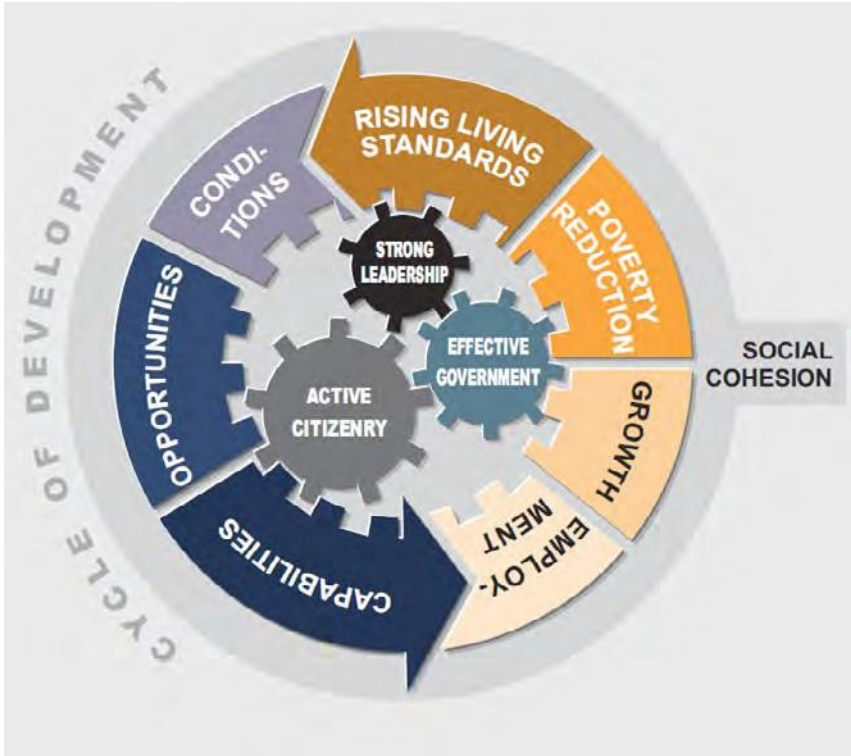 CYCLE OF DEVELOPMENT
RISING LIVING
STANDARDS
POVERTY
REDUCTION
GROWTH
EMPLOY-
MENT
CAPABILITIES
OPPORTUNITIES
CONDI-
TIONS
STRONG
LEADERSHIP
EFFECTIVE
GOVERNMENT
ACTIVE
CITIZENRY
SOCIAL
COHESION